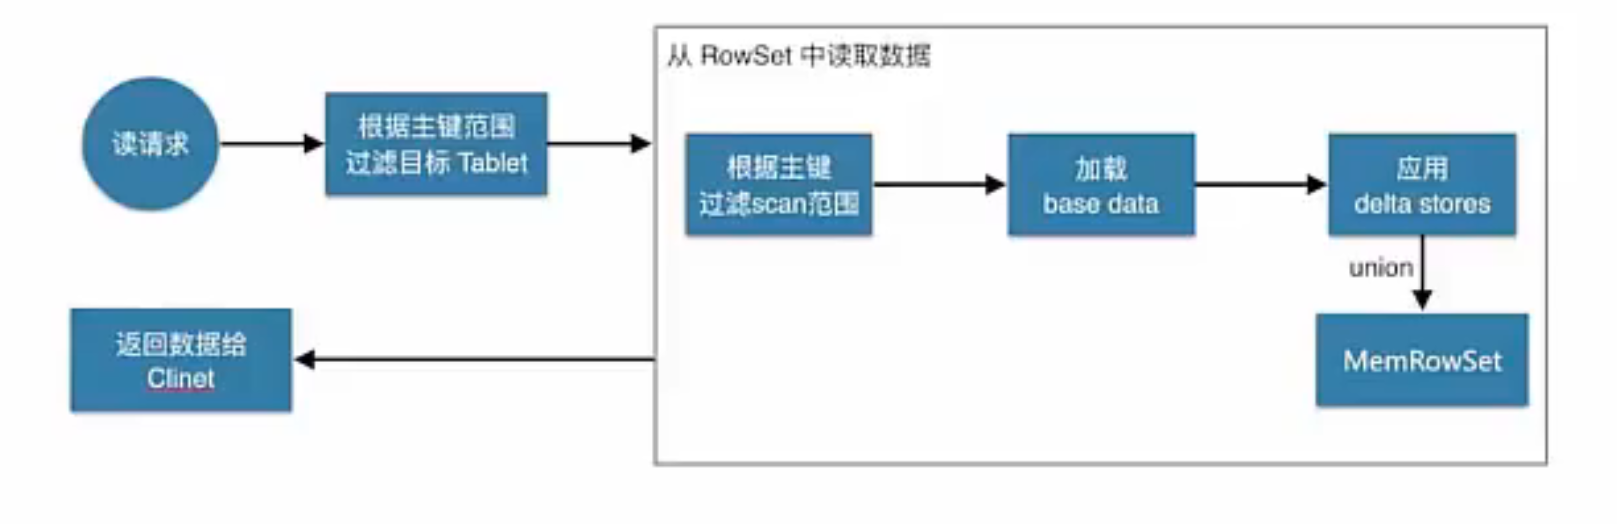 读请求
根据主键范围
过滤目标 Tablet
从 RowSet 中读取数据
根据主键
过滤scan范围
加载
base data
应用
delta stores
union
MemRowSet
返回数据给
Clinet